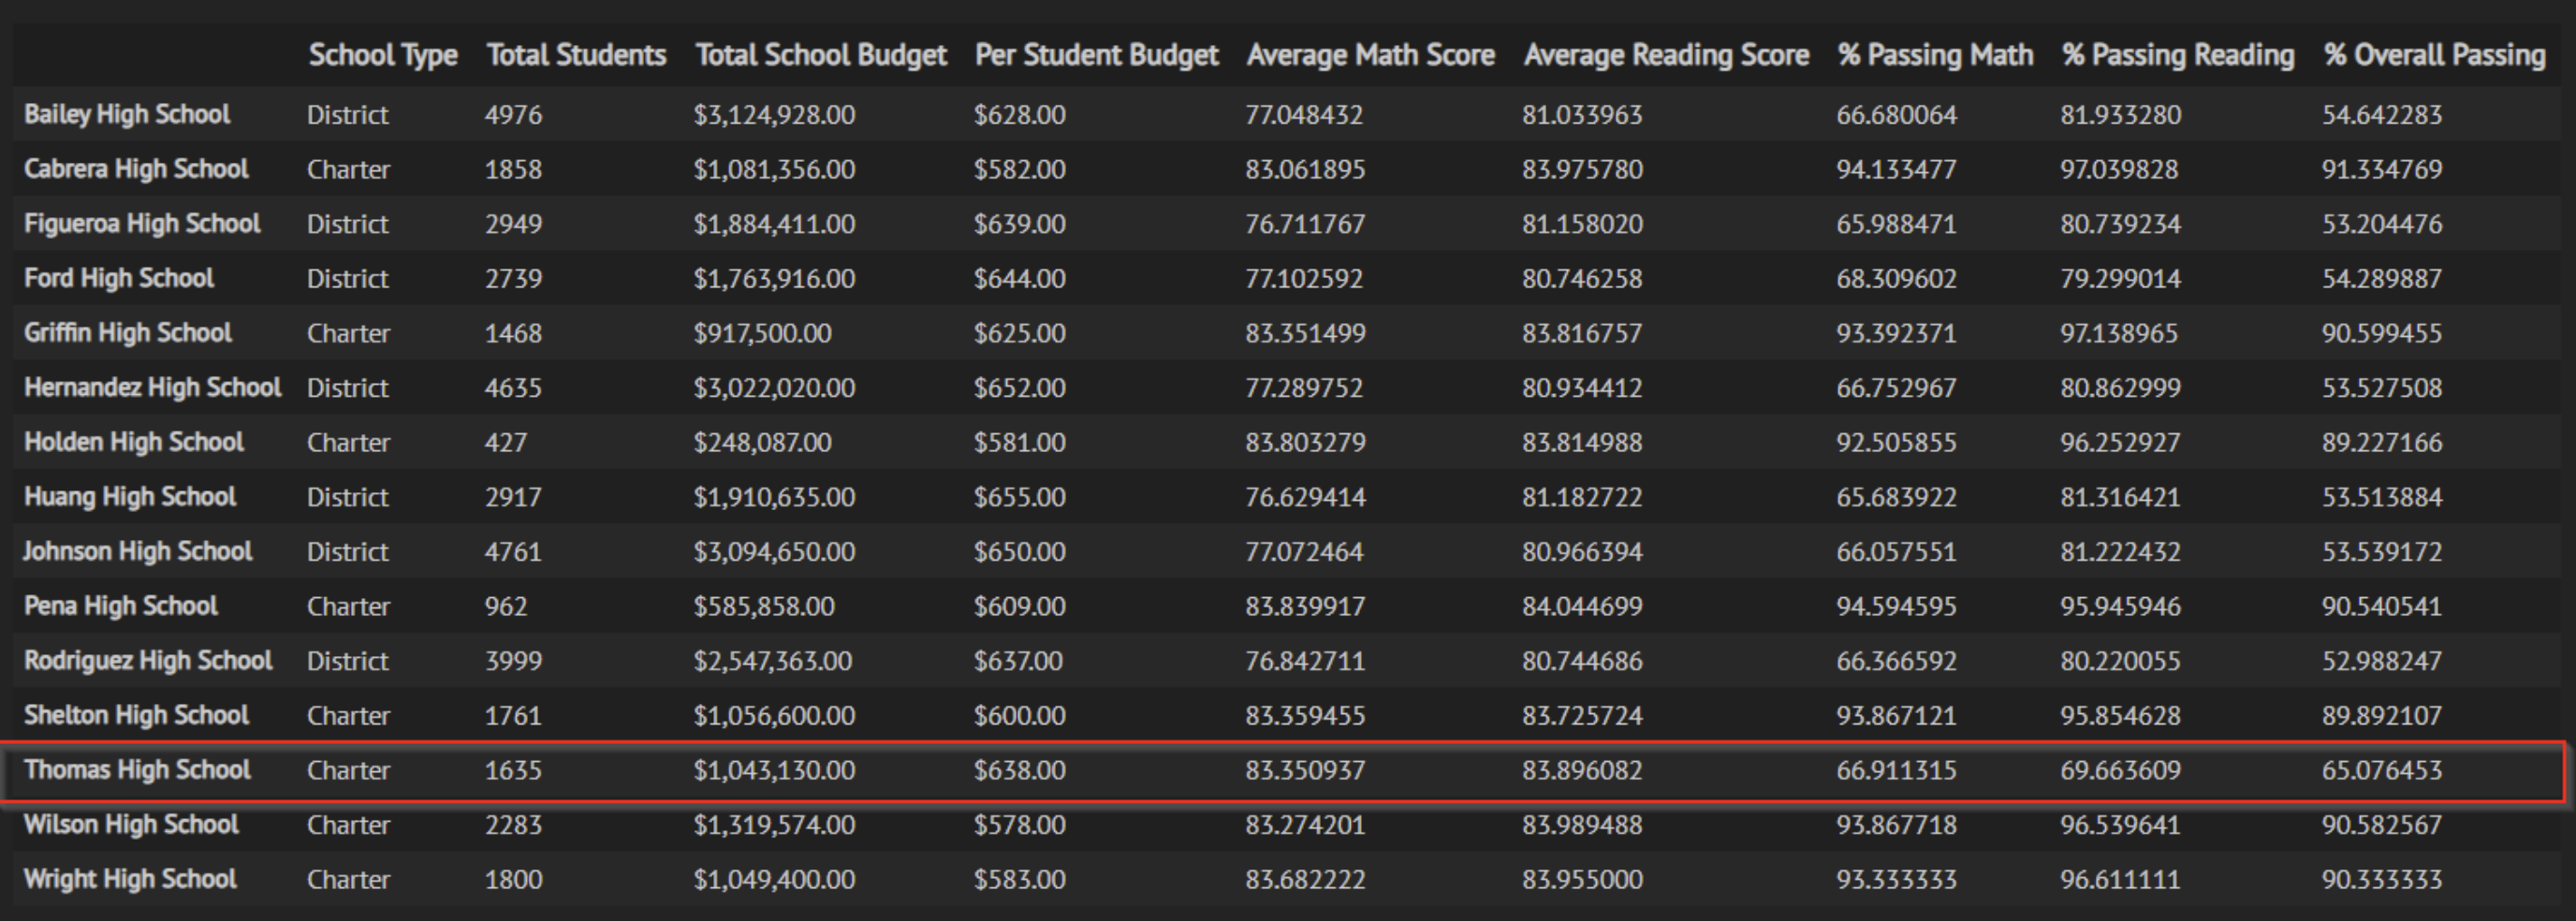 School Type Total Students Total School Budget Per Student Budget Average Math Score Average Reading Score % Passing Math % Passing Reading % Overall Passing
Bailey High School District 4976 $3,124,928.00 $628.00 77.048432 81.033963 66.680064 81.933280 54.642283
Cabrera High School Charter 1858 $1,081,356.00 $582.00 83.061895 83.975780 94.133477 97.039828 91.334769
Figueroa High School District 2949 $1,884,411.00 $639.00 76.711767 81.158020 65.988471 80.739234 53.204476
Ford High School District 2739 $1,763,916.00 $644.00 77.102592 80.746258 68.309602 79.299014 54.289887
Griffin High School Charter 1468 $917,500.00 $625.00 83.351499 83.816757 93.392371 97.138965 90.599455
Hernandez High School District 4635 $3,022,020.00 $652.00 77.289752 80.934412 66.752967 80.862999 53.527508
Holden High School Charter 427 $248,087.00 $581.00 83.803279 83.814988 92.505855 96.252927 89.227166
Huang High School District 2917 $1,910,635.00 $655.00 76.629414 81.182722 65.683922 81.316421 53.513884
Johnson High School District 4761 $3,094,650.00 $650.00 77.072464 80.966394 66.057551 81.222432 53.539172
Pena High School Charter 962 $585,858.00 $609.00 83.839917 84.044699 94.594595 95.945946 90.540541
Rodriguez High School District 3999 $2,547,363.00 $637.00 76.842711 80.744686 66.366592 80.220055 52.988247
Shelton High School Charter 1761 $1,056,600.00 $600.00 83.359455 83.725724 93.867121 95.854628 89.892107
Thomas High School Charter 1635 $1,043,130.00 $638.00 83.350937 83.896082 66.911315 69.663609 65.076453
Wilson High School Charter 2283 $1,319,574.00 $578.00 83.274201 83.989488 93.867718 96.539641 90.582567
Wright High School Charter 1800 $1,049,400.00 $583.00 83.682222 83.955000 93.333333 96.611111 90.333333